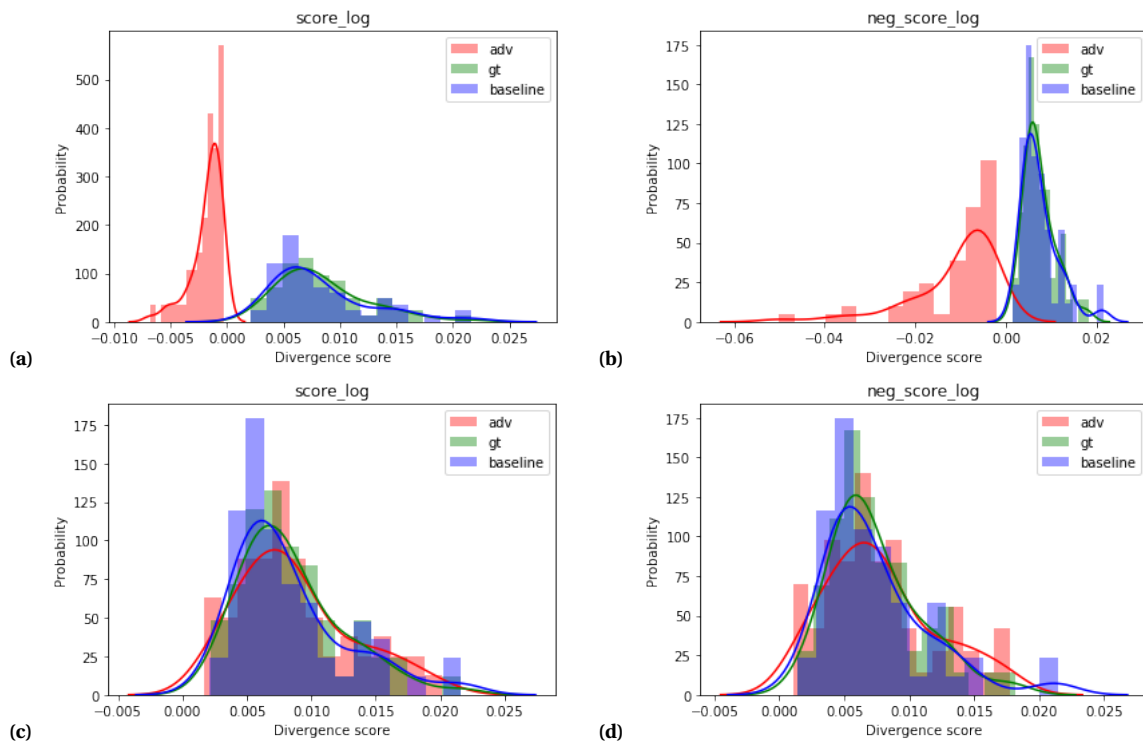 score_log
Probability
500
400
300
200
100
0
adv
gt
baseline
−0.010 −0.005 0.000 0.005 0.010 0.015 0.020 0.025
Divergence score
(a)
neg_score_log
Probability
175
150
125
100
75
50
25
0
adv
gt
baseline
−0.06 −0.04 −0.02 0.00 0.02
Divergence score
(b)
score_log
Probability
175
150
125
100
75
50
25
0
adv
gt
baseline
−0.005 0.000 0.005 0.010 0.015 0.020 0.025
Divergence score
(c)
neg_score_log
Probability
175
150
125
100
75
50
25
0
adv
gt
baseline
−0.005 0.000 0.005 0.010 0.015 0.020 0.025
Divergence score
(d)